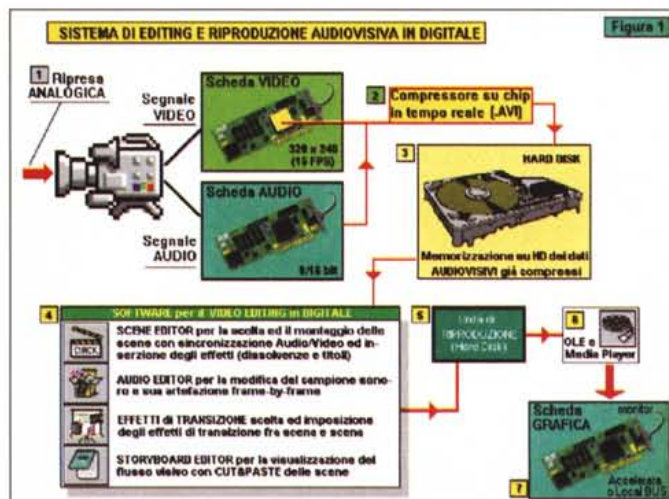 SISTEMA DI EDITING E RIPRODUZIONE AUDIOVISIVA IN DIGITALE
Figura 1
1 Ripresa
ANALOGICA
Segnale
VIDEO
Scheda VIDEO
320 x 240
(15 FPS)
Segnale
AUDIO
Scheda AUDIO
8/16 bit
2 Compressore su chip
in tempo reale (.AVI)
3 HARD DISK
Memorizzazione su HD dei dati
AUDIOVISIVI già compressi
4 SOFTWARE per il VIDEO EDITING in DIGITALE
SCENE EDITOR per la scelta ed il montaggio delle
scene con sincronizzazione Audio/Video ed in-
serzione degli effetti (dissolvenze e titoli)
AUDIO EDITOR per la modifica del campione sono-
ro e sua artefazione frame-by-frame
EFFETTI di TRANSIZIONE scelta ed imposizione
degli effetti di transizione fra scena e scena
STORYBOARD EDITOR per la visualizzazione del
flusso visivo con CUT&PASTE delle scene
5 Unità di
RIPRODUZIONE
(Hard Disk)
6
OLE e
Media Player
Scheda
GRAFICA
monitor
7
Accelerata
o Local BUS